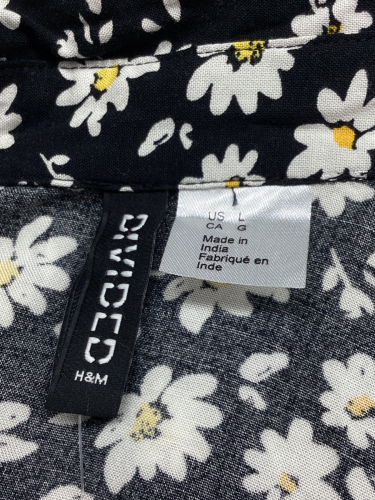 DIVIDED
H&M
US L
CA G
Made in
India
Fabriqué en
Inde